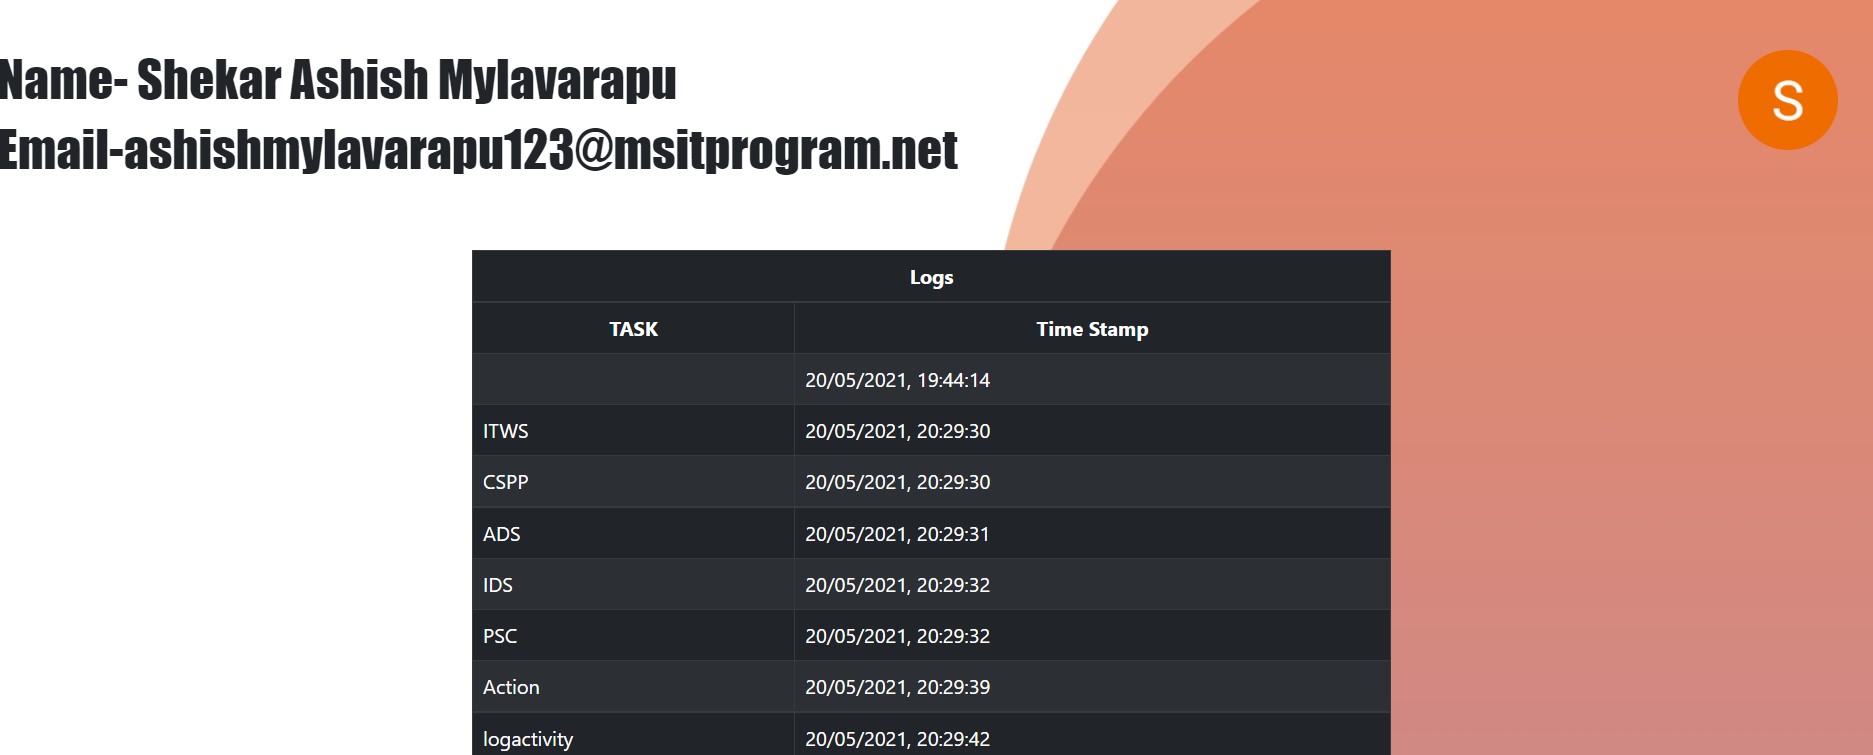 Name- Shekar Ashish Mylavarapu
S
Email-ashishmylavarapu123@msitprogram.net
Logs
TASK Time Stamp
20/05/2021, 19:44:14
ITWS 20/05/2021, 20:29:30
CSPP 20/05/2021, 20:29:30
ADS 20/05/2021, 20:29:31
IDS 20/05/2021, 20:29:32
PSC 20/05/2021, 20:29:32
Action 20/05/2021, 20:29:39
logactivity 20/05/2021, 20:29:42